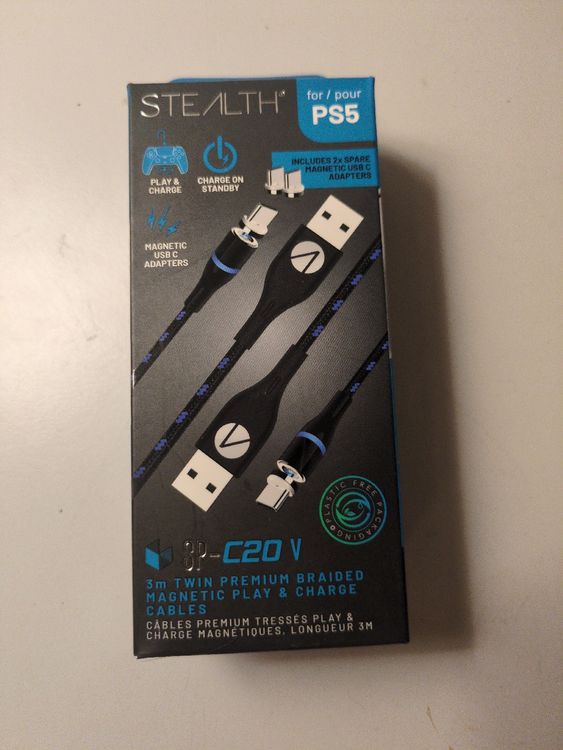 STEALTH
for / pour
PS5
INCLUDES 2x SPARE
MAGNETIC USB C
ADAPTERS
PLAY &
CHARGE
CHARGE ON
STANDBY
MAGNETIC
USB C
ADAPTERS
PLASTIC FREE PACKAGING
SP-C20 V
3m TWIN PREMIUM BRAIDED
MAGNETIC PLAY & CHARGE
CABLES
CÂBLES PREMIUM TRESSÉS PLAY &
CHARGE MAGNÉTIQUES, LONGUEUR 3M